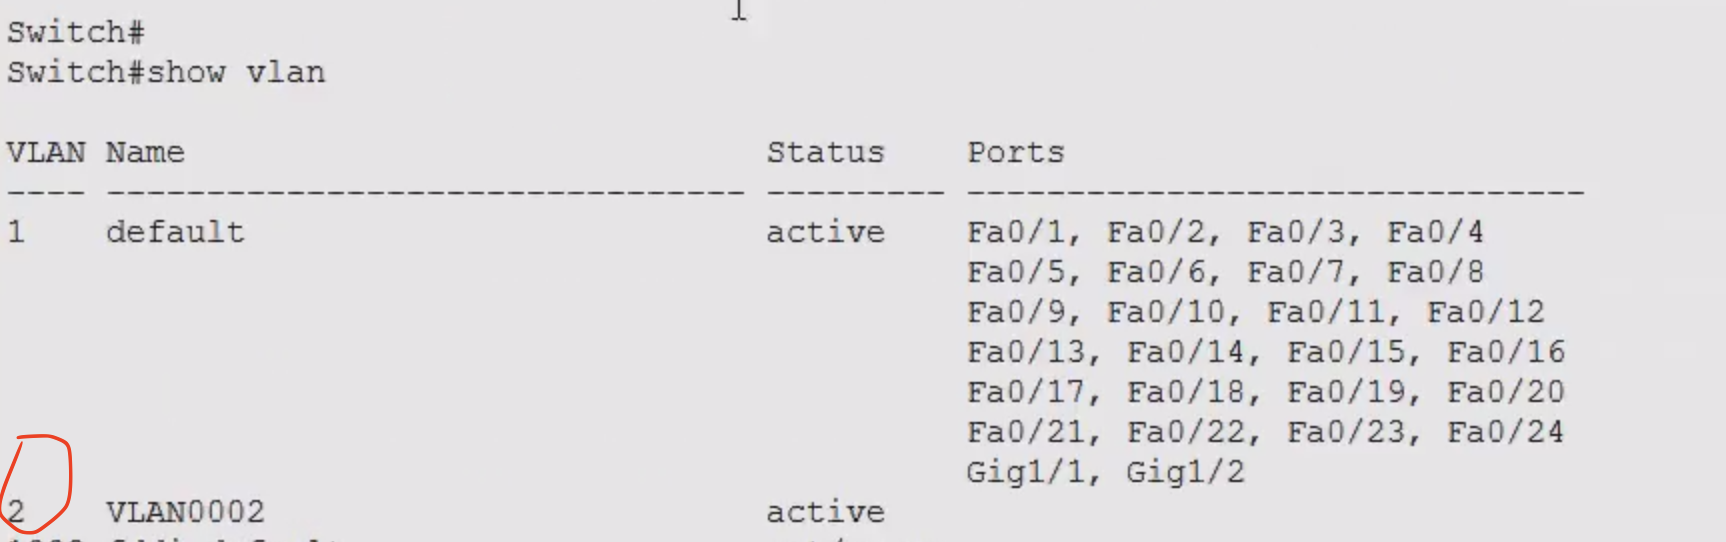 Switch#
Switch#show vlan
VLAN Name Status Ports
---- -------------------------------- --------- -------------------------------
1 default active Fa0/1, Fa0/2, Fa0/3, Fa0/4
Fa0/5, Fa0/6, Fa0/7, Fa0/8
Fa0/9, Fa0/10, Fa0/11, Fa0/12
Fa0/13, Fa0/14, Fa0/15, Fa0/16
Fa0/17, Fa0/18, Fa0/19, Fa0/20
Fa0/21, Fa0/22, Fa0/23, Fa0/24
Gig1/1, Gig1/2
2 VLAN0002 active